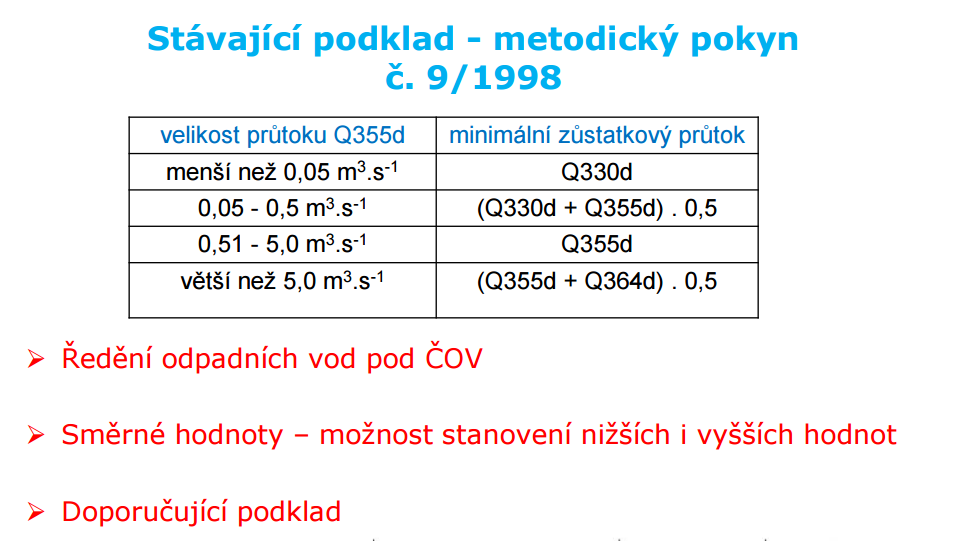 Stávající podklad - metodický pokyn
č. 9/1998
velikost průtoku Q355d minimální zůstatkový průtok
menší než 0,05 m³.s⁻¹ Q330d
0,05 - 0,5 m³.s⁻¹ (Q330d + Q355d) . 0,5
0,51 - 5,0 m³.s⁻¹ Q355d
větší než 5,0 m³.s⁻¹ (Q355d + Q364d) . 0,5
➢ Ředění odpadních vod pod ČOV
➢ Směrné hodnoty – možnost stanovení nižších i vyšších hodnot
➢ Doporučující podklad